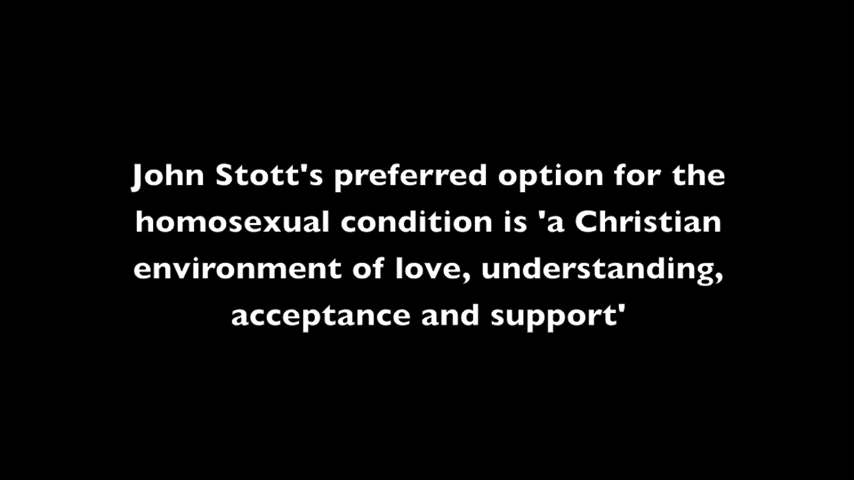 John Stott's preferred option for the
homosexual condition is 'a Christian
environment of love, understanding,
acceptance and support'